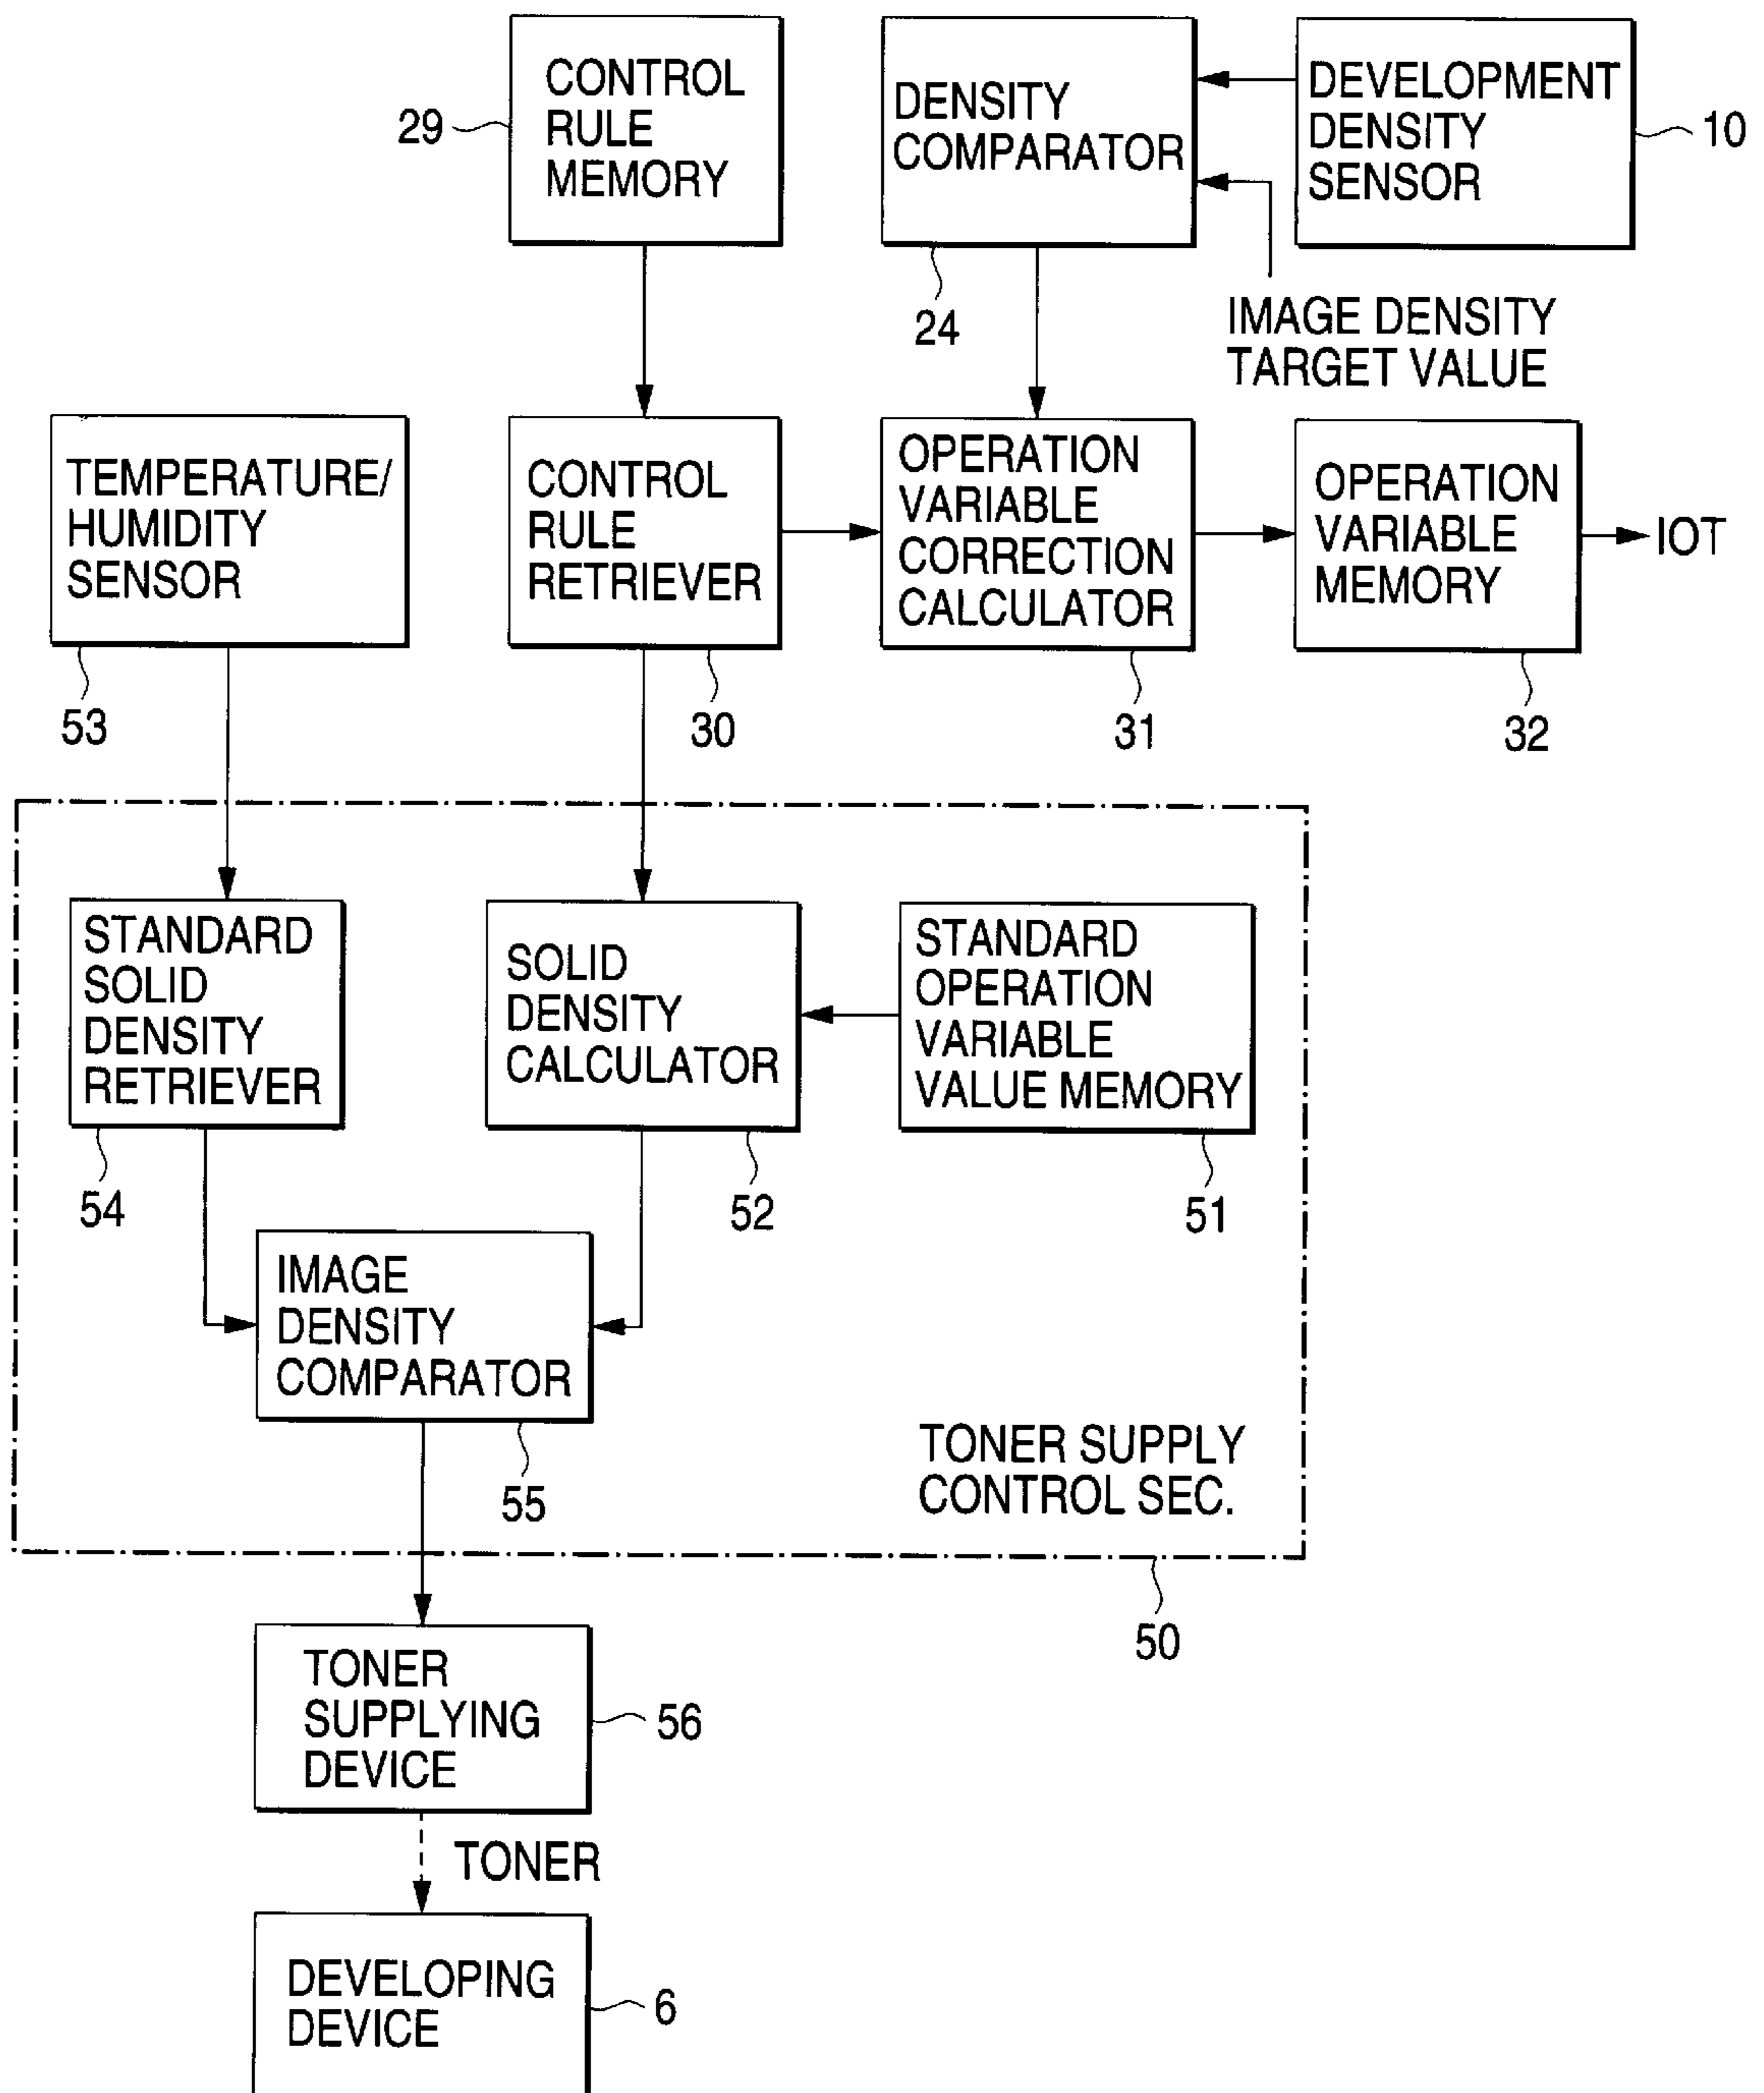 CONTROL
RULE
MEMORY
29
DENSITY
COMPARATOR
24
DEVELOPMENT
DENSITY
SENSOR
10
IMAGE DENSITY
TARGET VALUE
TEMPERATURE/
HUMIDITY
SENSOR
53
CONTROL
RULE
RETRIEVER
30
OPERATION
VARIABLE
CORRECTION
CALCULATOR
31
OPERATION
VARIABLE
MEMORY
32
IOT
STANDARD
SOLID
DENSITY
RETRIEVER
54
SOLID
DENSITY
CALCULATOR
52
STANDARD
OPERATION
VARIABLE
VALUE MEMORY
51
IMAGE
DENSITY
COMPARATOR
55
TONER SUPPLY
CONTROL SEC.
50
TONER
SUPPLYING
DEVICE
56
TONER
DEVELOPING
DEVICE
6